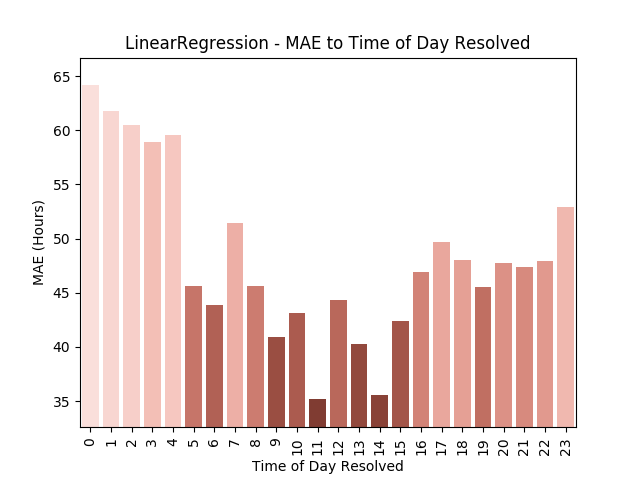 LinearRegression - MAE to Time of Day Resolved
65
60
55
50
45
40
35
MAE (Hours)
0 1 2 3 4 5 6 7 8 9 10 11 12 13 14 15 16 17 18 19 20 21 22 23
Time of Day Resolved